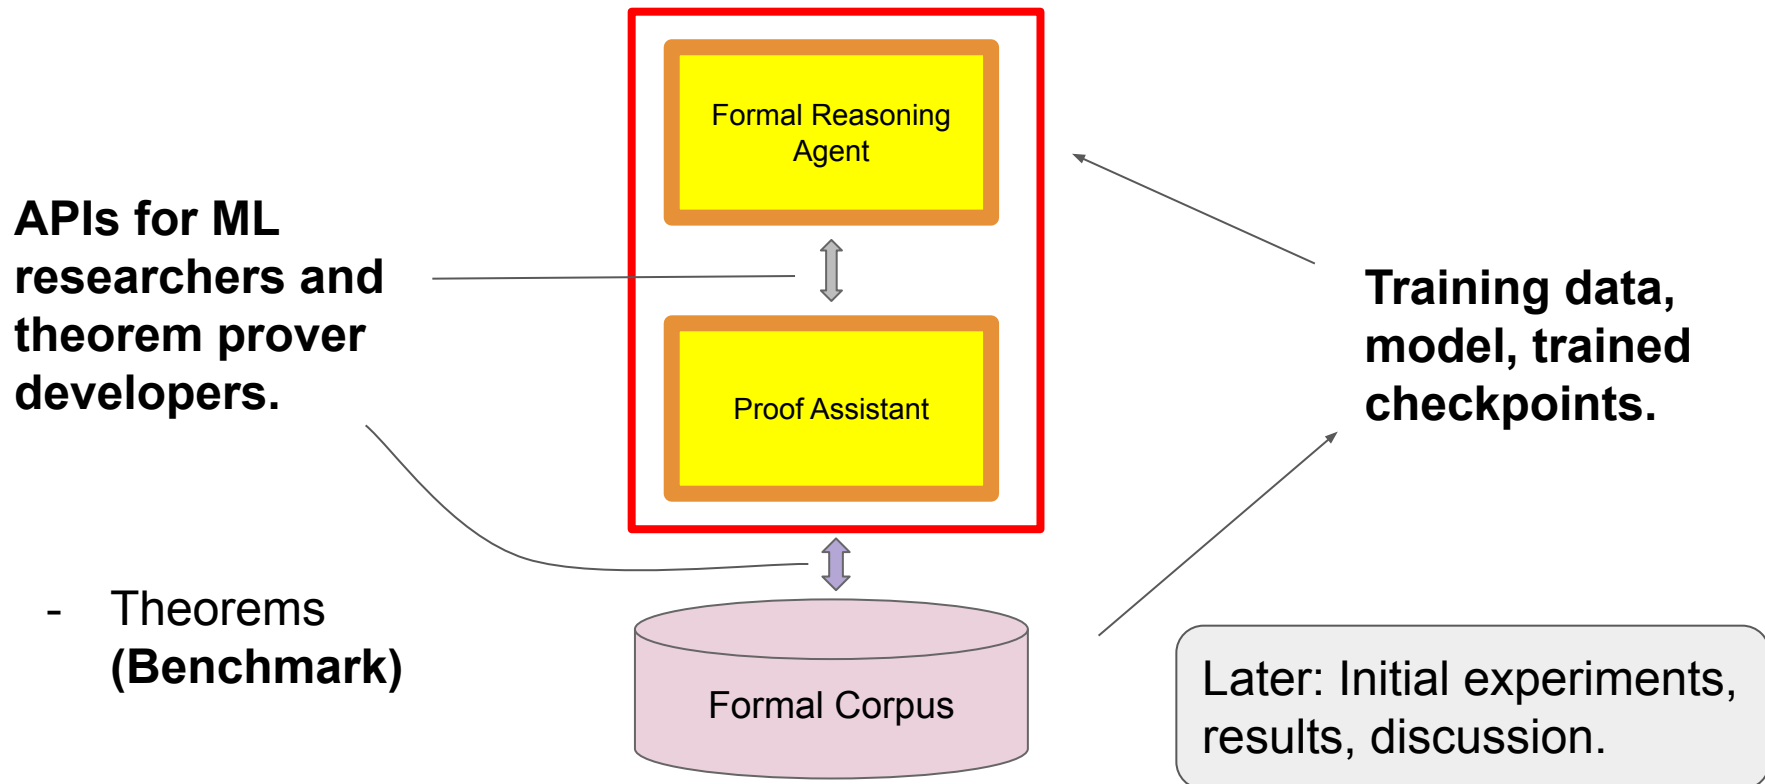 Formal Reasoning
Agent
APIs for ML
researchers and
theorem prover
developers.
Training data,
model, trained
checkpoints.
Proof Assistant
- Theorems
(Benchmark)
Formal Corpus
Later: Initial experiments,
results, discussion.